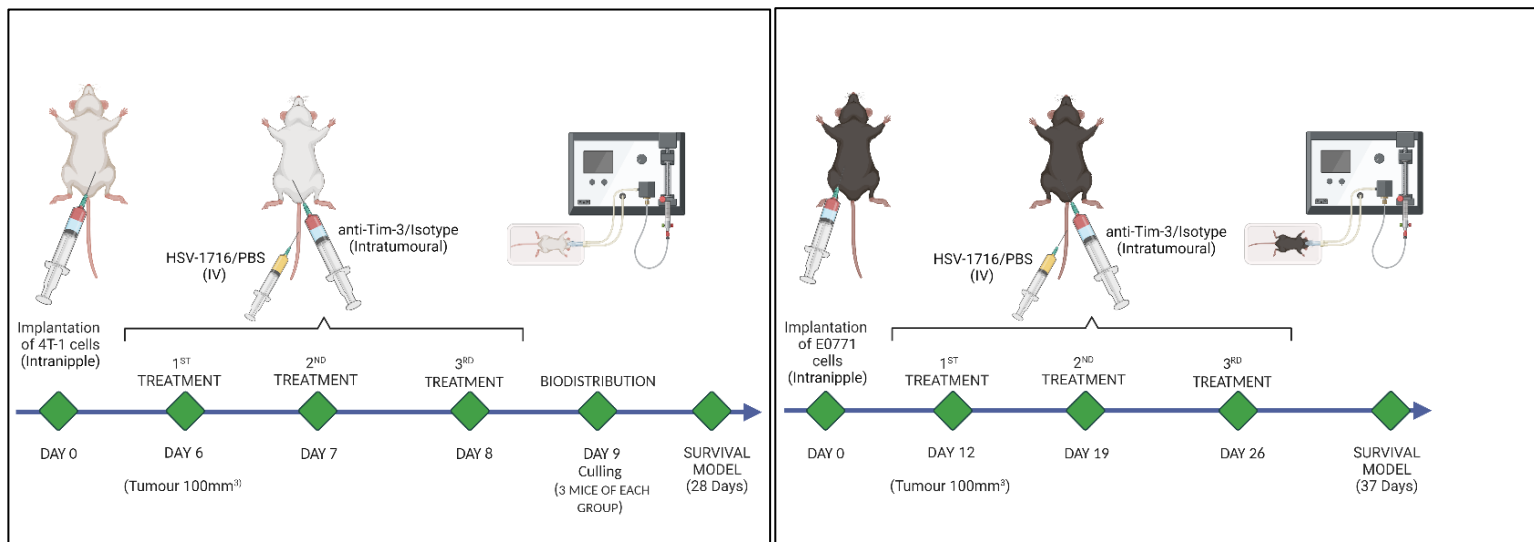 HSV-1716/PBS
(IV)
anti-Tim-3/Isotype
(Intratumoural)
Implantation
of 4T-1 cells
(Intranipple)
1ST
TREATMENT
2ND
TREATMENT
3RD
TREATMENT
BIODISTRIBUTION
DAY 0
DAY 6
DAY 7
DAY 8
DAY 9
Culling
(3 MICE OF EACH
GROUP)
SURVIVAL
MODEL
(28 Days)
(Tumour 100mm3)
HSV-1716/PBS
(IV)
anti-Tim-3/Isotype
(Intratumoural)
Implantation
of E0771
cells
(Intranipple)
1ST
TREATMENT
2ND
TREATMENT
3RD
TREATMENT
DAY 0
DAY 12
DAY 19
DAY 26
SURVIVAL
MODEL
(37 Days)
(Tumour 100mm³)